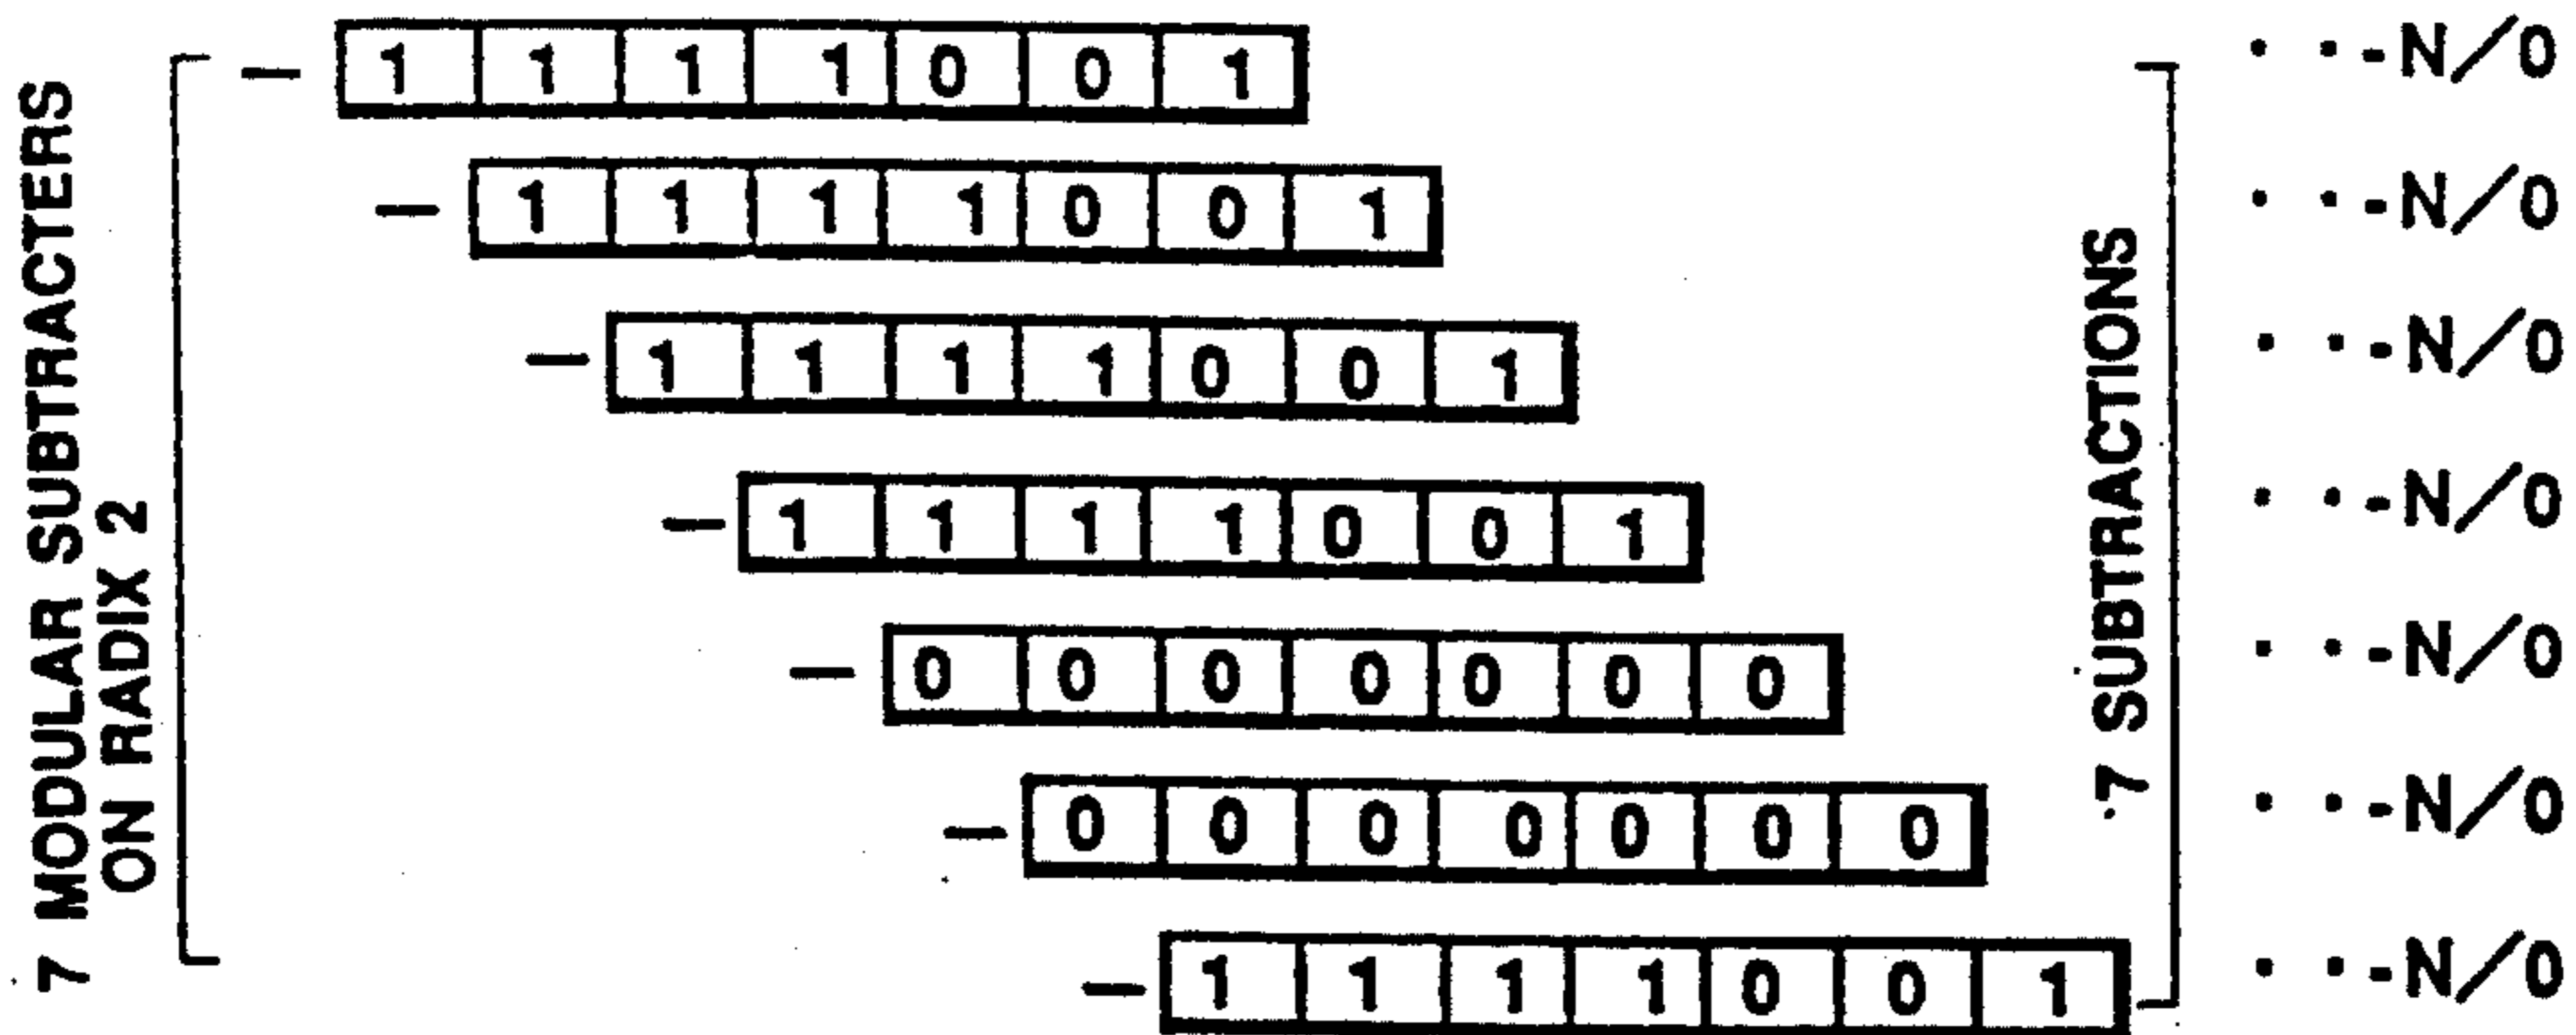 7 MODULAR SUBTRACTERS
ON RADIX 2
- 1 1 1 1 0 0 1 · · -N/0
- 1 1 1 1 0 0 1 · · -N/0
- 1 1 1 1 0 0 1 · · -N/0
- 1 1 1 1 0 0 1 · · -N/0
- 0 0 0 0 0 0 0 · · -N/0
- 0 0 0 0 0 0 0 · · -N/0
- 1 1 1 1 0 0 1 · · -N/0
7 SUBTRACTIONS